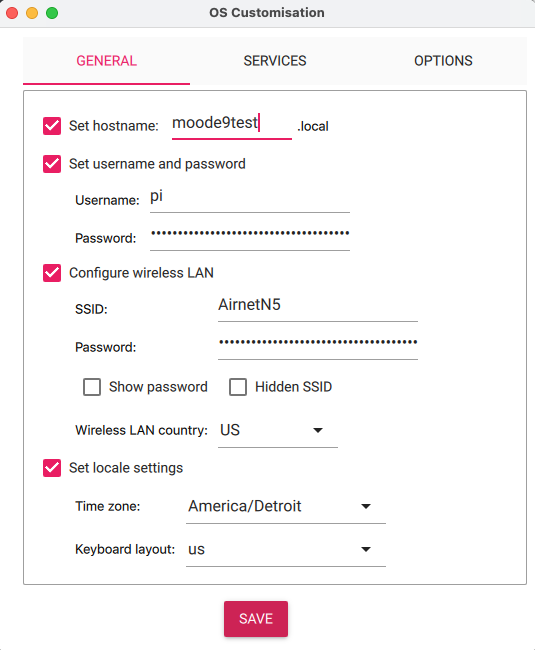 OS Customisation
GENERAL SERVICES OPTIONS
Set hostname: moode9test .local
Set username and password
Username: pi
Password: •••••••••••••••••••••••••••••••••••••
Configure wireless LAN
SSID: AirnetN5
Password: •••••••••••••••••••••••••••••••••••••
Show password Hidden SSID
Wireless LAN country: US
Set locale settings
Time zone: America/Detroit
Keyboard layout: us
SAVE